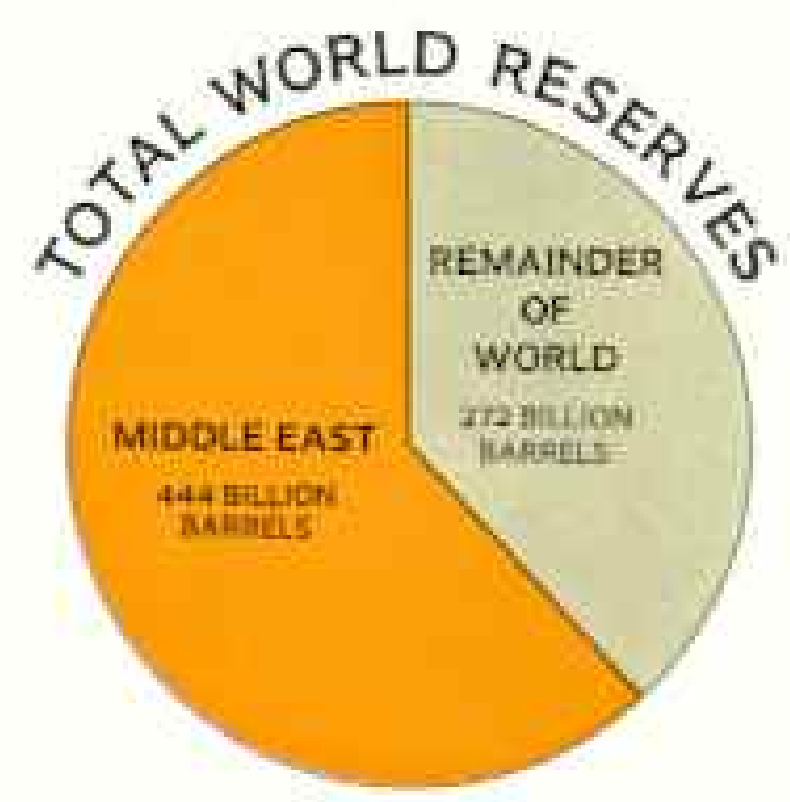 TOTAL WORLD RESERVES
REMAINDER
OF
WORLD
272 BILLION
BARRELS
MIDDLE EAST
444 BILLION
BARRELS